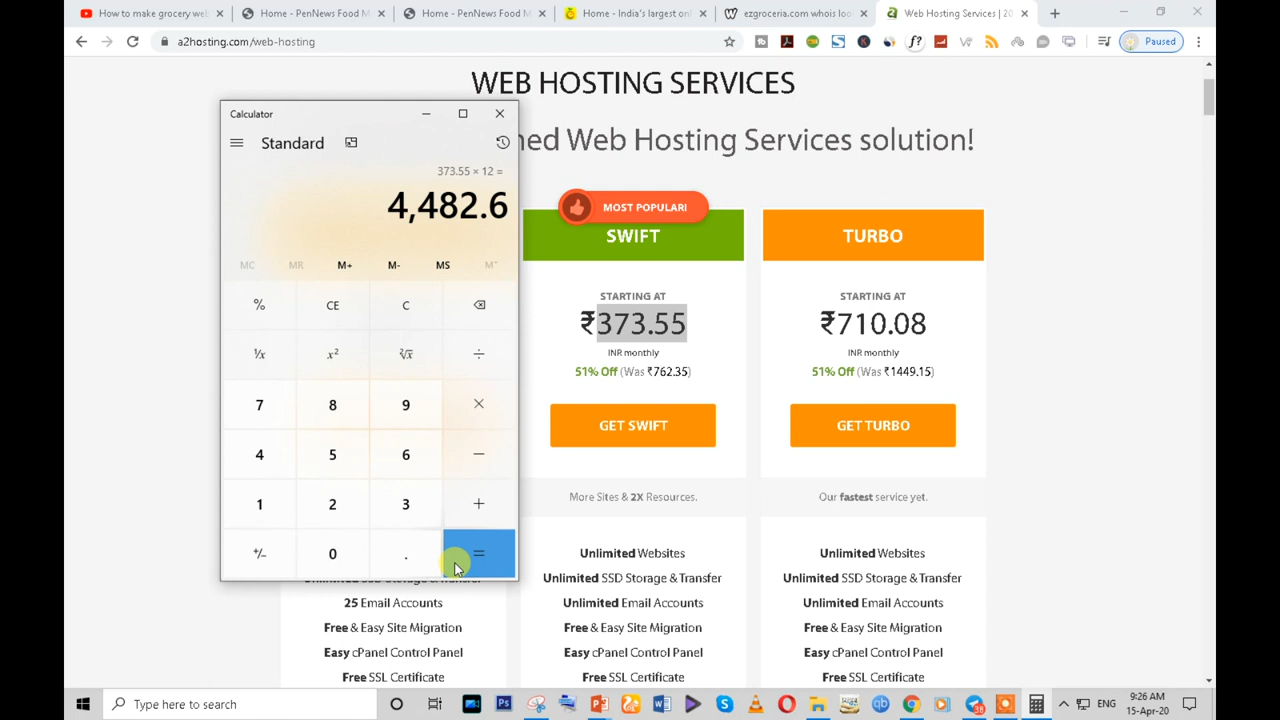 How to make grocery web
Home - PenNews Food M
Home - PenNews Food M
Home - India's largest onl
ezgroceria.com whois loo
Web Hosting Services | 20
a2hosting.com/web-hosting
Paused
WEB HOSTING SERVICES
ned Web Hosting Services solution!
Calculator
Standard
373.55 × 12 =
4,482.6
MC MR M+ M- MS M
% CE C
¹/x x² ²√x ÷
7 8 9 ×
4 5 6 −
1 2 3 +
+/− 0 . =
25 Email Accounts
Free & Easy Site Migration
Easy cPanel Control Panel
Free SSL Certificate
MOST POPULAR!
SWIFT
STARTING AT
₹373.55
INR monthly
51% Off (Was ₹762.35)
GET SWIFT
More Sites & 2X Resources.
Unlimited Websites
Unlimited SSD Storage & Transfer
Unlimited Email Accounts
Free & Easy Site Migration
Easy cPanel Control Panel
Free SSL Certificate
TURBO
STARTING AT
₹710.08
INR monthly
51% Off (Was ₹1449.15)
GET TURBO
Our fastest service yet.
Unlimited Websites
Unlimited SSD Storage & Transfer
Unlimited Email Accounts
Free & Easy Site Migration
Easy cPanel Control Panel
Free SSL Certificate
Type here to search
ENG
9:26 AM
15-Apr-20